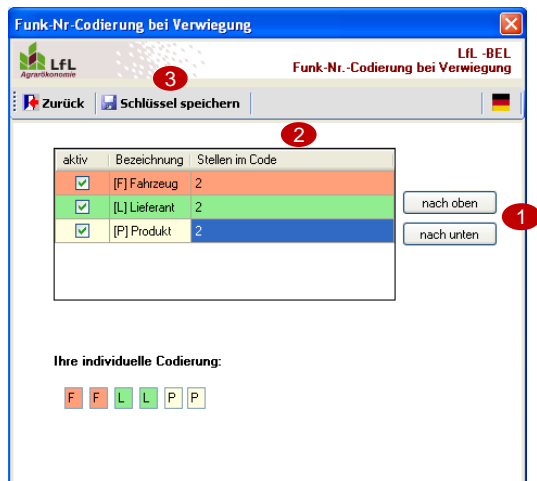 Funk-Nr-Codierung bei Verwiegung
LfL
Agrarökonomie
LfL -BEL
Funk-Nr.-Codierung bei Verwiegung
3
Zurück Schlüssel speichern
2
aktiv Bezeichnung Stellen im Code
[F] Fahrzeug 2
[L] Lieferant 2
[P] Produkt 2
nach oben
1
nach unten
Ihre individuelle Codierung:
F F L L P P